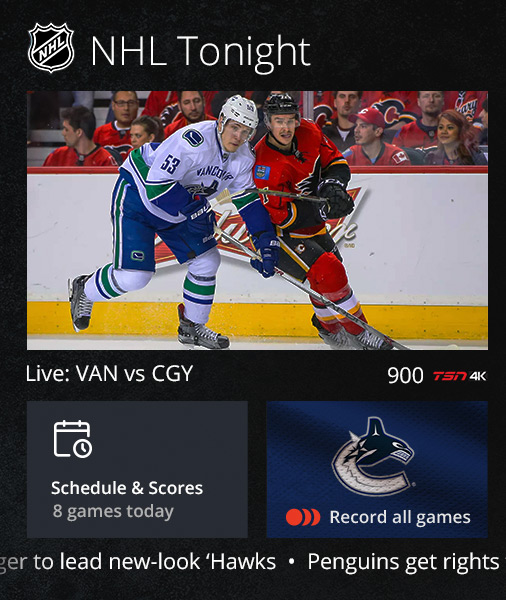 NHL
NHL Tonight
53
VANCOUVER
Live: VAN vs CGY
900 TSN 4K
Schedule & Scores
8 games today
Record all games
ger to lead new-look ‘Hawks • Penguins get rights